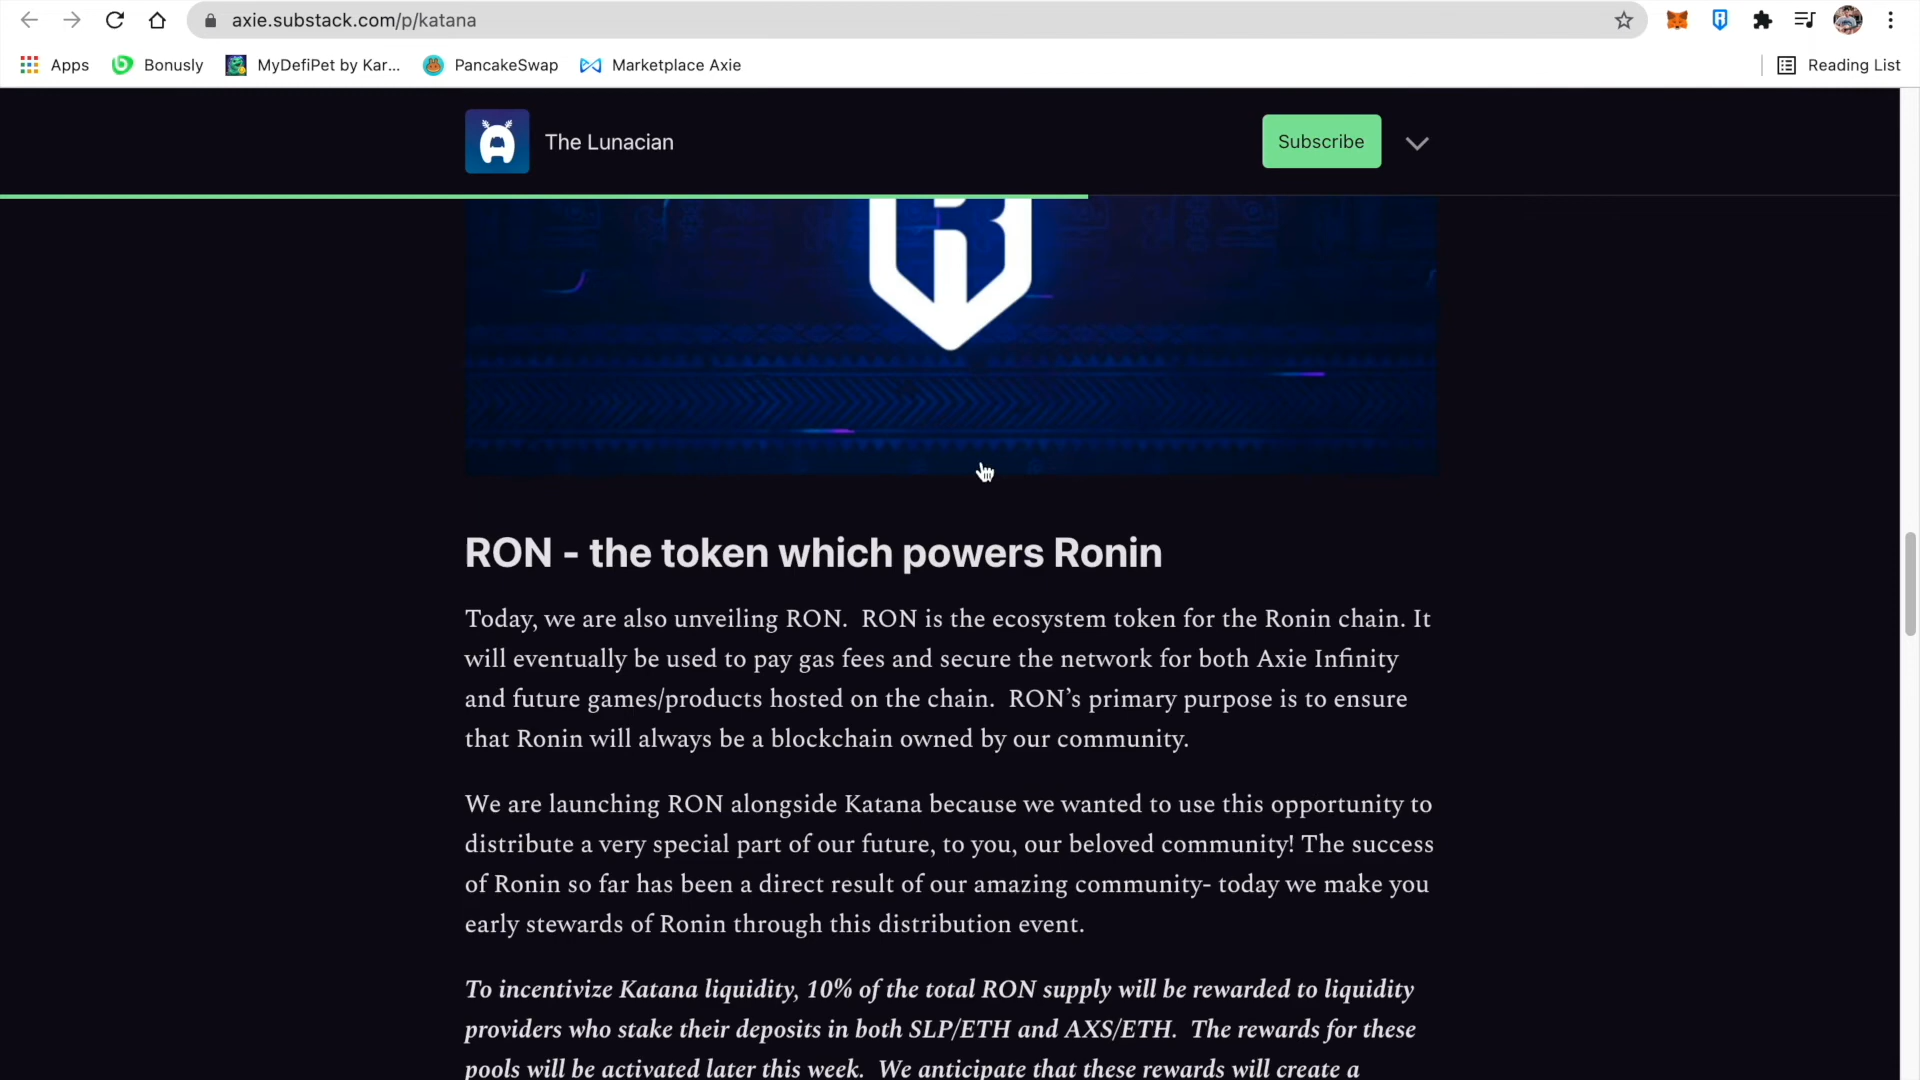 axie.substack.com/p/katana
Apps Bonusly MyDefiPet by Kar... PancakeSwap Marketplace Axie Reading List
The Lunacian Subscribe
RON - the token which powers Ronin
Today, we are also unveiling RON.  RON is the ecosystem token for the Ronin chain. It
will eventually be used to pay gas fees and secure the network for both Axie Infinity
and future games/products hosted on the chain.  RON’s primary purpose is to ensure
that Ronin will always be a blockchain owned by our community.
We are launching RON alongside Katana because we wanted to use this opportunity to
distribute a very special part of our future, to you, our beloved community! The success
of Ronin so far has been a direct result of our amazing community- today we make you
early stewards of Ronin through this distribution event.
To incentivize Katana liquidity, 10% of the total RON supply will be rewarded to liquidity
providers who stake their deposits in both SLP/ETH and AXS/ETH.  The rewards for these
pools will be activated later this week.  We anticipate that these rewards will create a